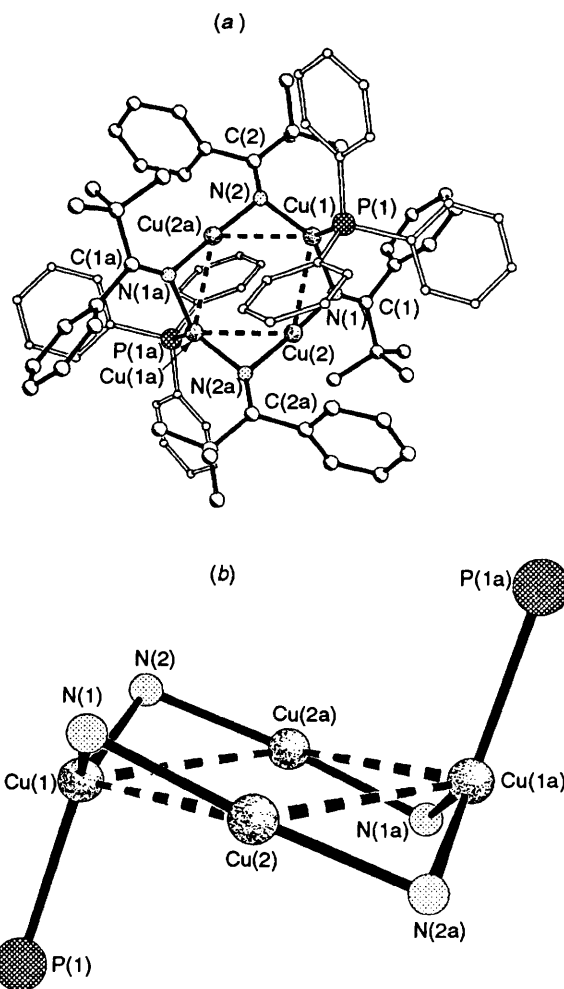 (a)
C(2)
N(2)
Cu(1)
P(1)
Cu(2a)
C(1a)
N(1a)
N(1)
C(1)
P(1a)
Cu(2)
Cu(1a)
N(2a)
C(2a)
(b)
P(1a)
N(2)
N(1)
Cu(2a)
Cu(1)
Cu(1a)
N(1a)
Cu(2)
N(2a)
P(1)